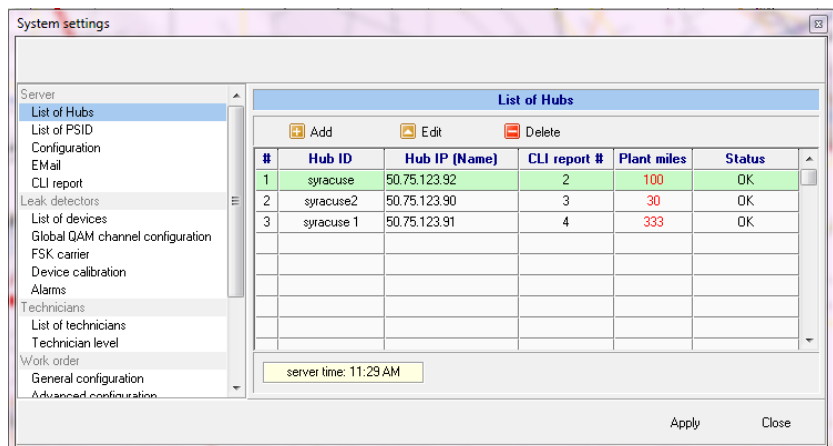 System settings
Server
List of Hubs
List of PSID
Configuration
EMail
CLI report
Leak detectors
List of devices
Global QAM channel configuration
FSK carrier
Device calibration
Alarms
Technicians
List of technicians
Technician level
Work order
General configuration
Advanced configuration
List of Hubs
Add Edit Delete
# Hub ID Hub IP (Name) CLI report # Plant miles Status
1 syracuse 50.75.123.92 2 100 OK
2 syracuse2 50.75.123.90 3 30 OK
3 syracuse 1 50.75.123.91 4 333 OK
server time: 11:29 AM
Apply Close